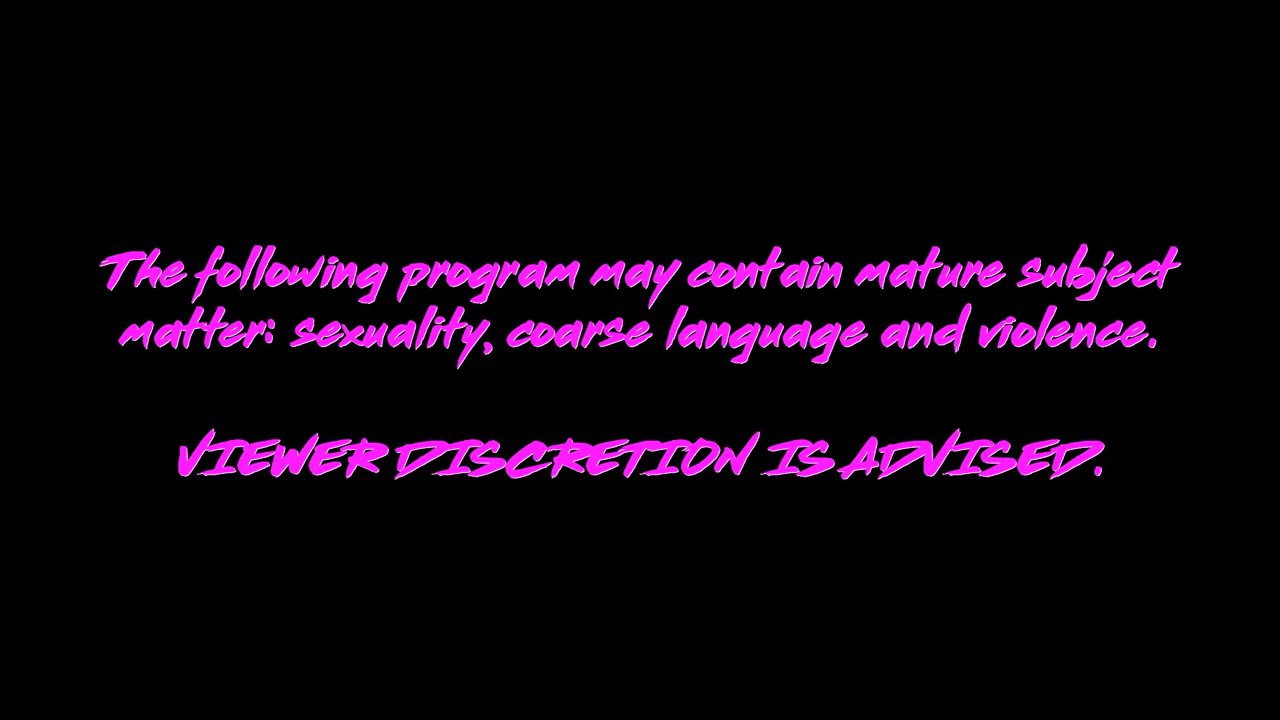 The following program may contain mature subject
matter: sexuality, coarse language and violence.
VIEWER DISCRETION IS ADVISED.